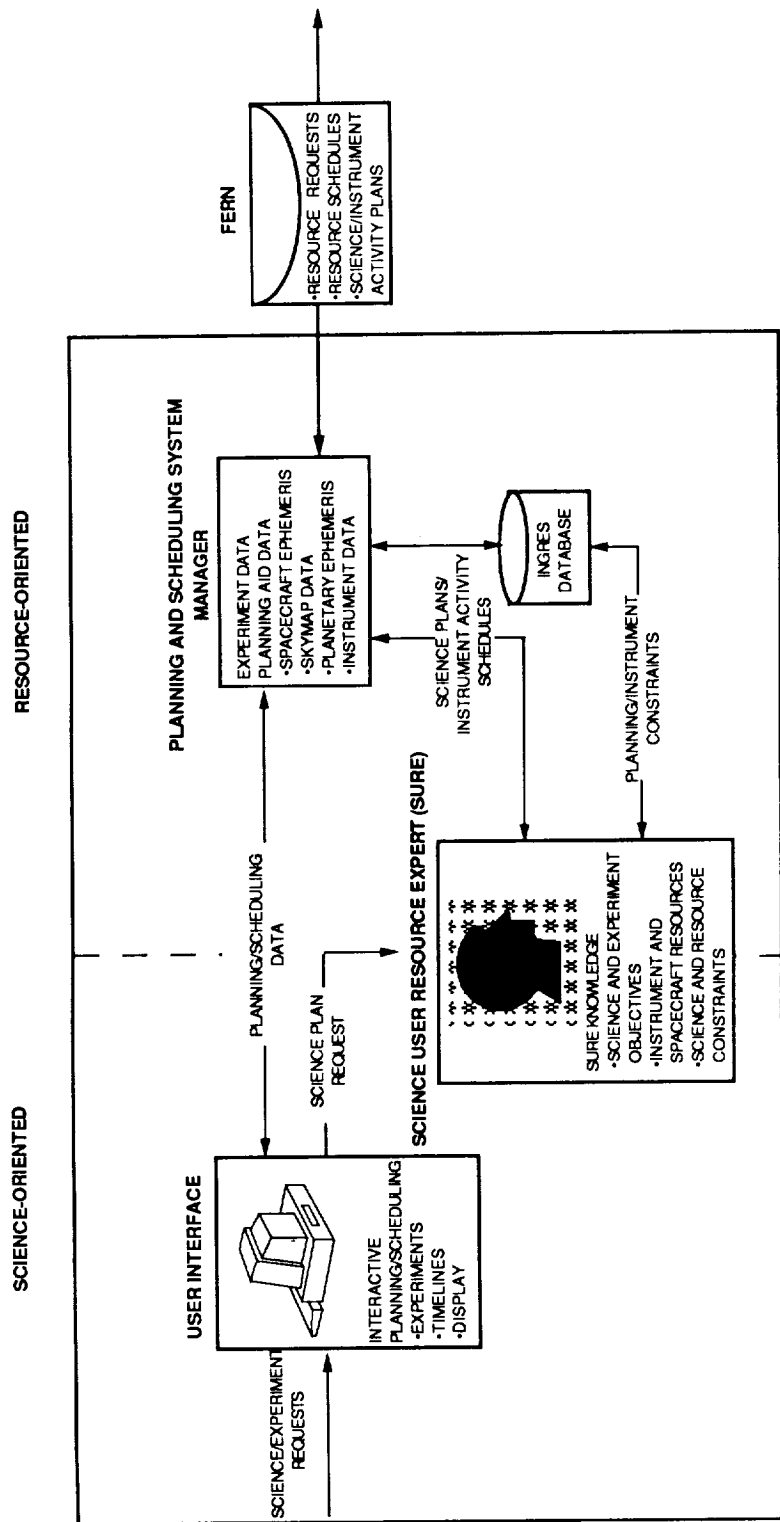 SCIENCE-ORIENTED
RESOURCE-ORIENTED
SCIENCE/EXPERIMENT
REQUESTS
USER INTERFACE
INTERACTIVE
PLANNING/SCHEDULING
•EXPERIMENTS
•TIMELINES
•DISPLAY
PLANNING/SCHEDULING
DATA
SCIENCE PLAN
REQUEST
SCIENCE USER RESOURCE EXPERT (SURE)
SURE KNOWLEDGE
•SCIENCE AND EXPERIMENT
OBJECTIVES
•INSTRUMENT AND
SPACECRAFT RESOURCES
•SCIENCE AND RESOURCE
CONSTRAINTS
PLANNING AND SCHEDULING SYSTEM
MANAGER
EXPERIMENT DATA
PLANNING AID DATA
•SPACECRAFT EPHEMERIS
•SKYMAP DATA
•PLANETARY EPHEMERIS
•INSTRUMENT DATA
SCIENCE PLANS/
INSTRUMENT ACTIVITY
SCHEDULES
INGRES
DATABASE
PLANNING/INSTRUMENT
CONSTRAINTS
FERN
•RESOURCE REQUESTS
•RESOURCE SCHEDULES
•SCIENCE/INSTRUMENT
ACTIVITY PLANS